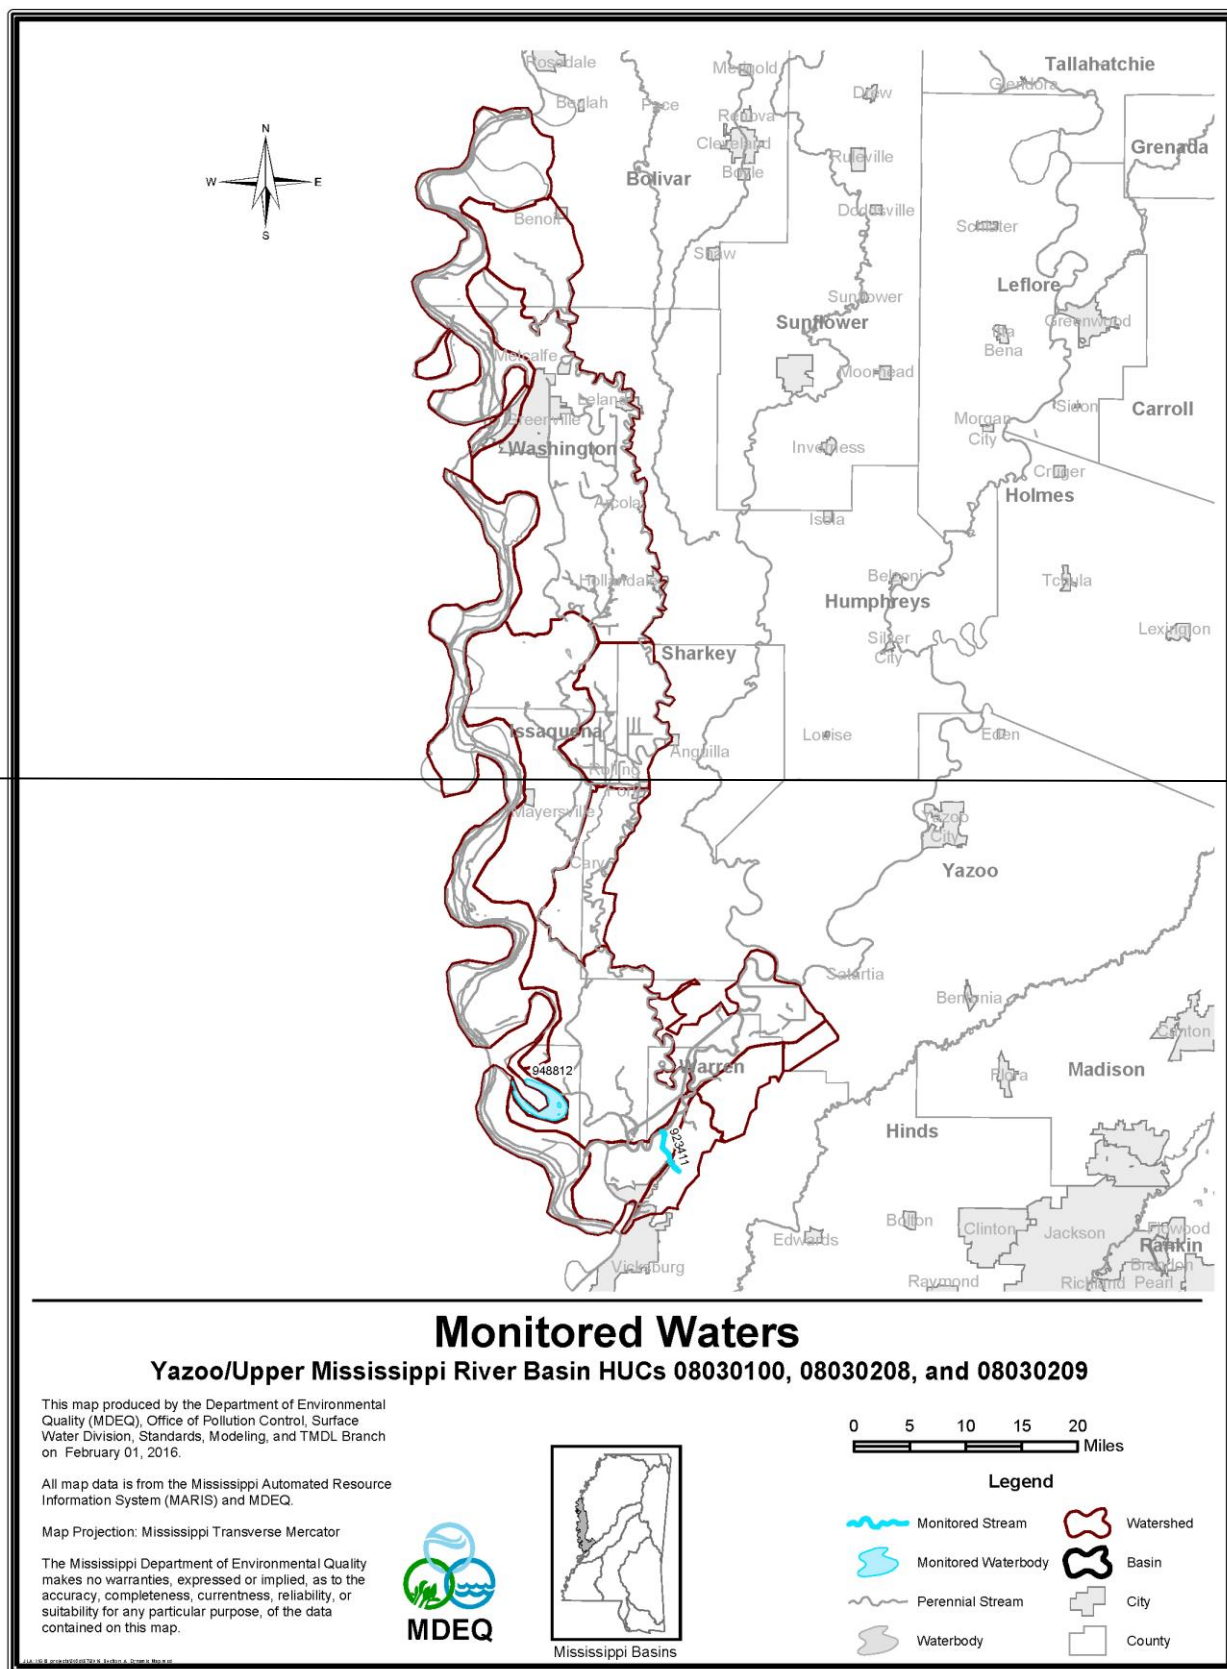 Rosedale
Beulah
Pace
Merigold
Renova
Cleveland
Boyle
Bolivar
Drew
Ruleville
Doddsville
Tallahatchie
Glendora
Grenada
N
W
E
S
Benoit
Shaw
Schlater
Leflore
Sunflower
Sunflower
Greenwood
Itta
Bena
Metcalfe
Leland
Greenville
Washington
Moorhead
Sidon
Carroll
Morgan
City
Inverness
Cruger
Holmes
Arcola
Isola
Hollandale
Belzoni
Tchula
Humphreys
Lexington
Silver
City
Sharkey
Issaquena
Anguilla
Louise
Eden
Rolling
Fork
Mayersville
Yazoo
City
Cary
Yazoo
Satartia
Bentonia
Canton
948812
Warren
Flora
Madison
923411
Hinds
Bolton
Clinton
Jackson
Flowood
Edwards
Rankin
Brandon
Vicksburg
Raymond
Richland
Pearl
Monitored Waters
Yazoo/Upper Mississippi River Basin HUCs 08030100, 08030208, and 08030209
This map produced by the Department of Environmental
Quality (MDEQ), Office of Pollution Control, Surface
Water Division, Standards, Modeling, and TMDL Branch
on February 01, 2016.
All map data is from the Mississippi Automated Resource
Information System (MARIS) and MDEQ.
Map Projection: Mississippi Transverse Mercator
The Mississippi Department of Environmental Quality
makes no warranties, expressed or implied, as to the
accuracy, completeness, currentness, reliability, or
suitability for any particular purpose, of the data
contained on this map.
MDEQ
Mississippi Basins
0 5 10 15 20
Miles
Legend
Monitored Stream
Watershed
Monitored Waterbody
Basin
Perennial Stream
City
Waterbody
County